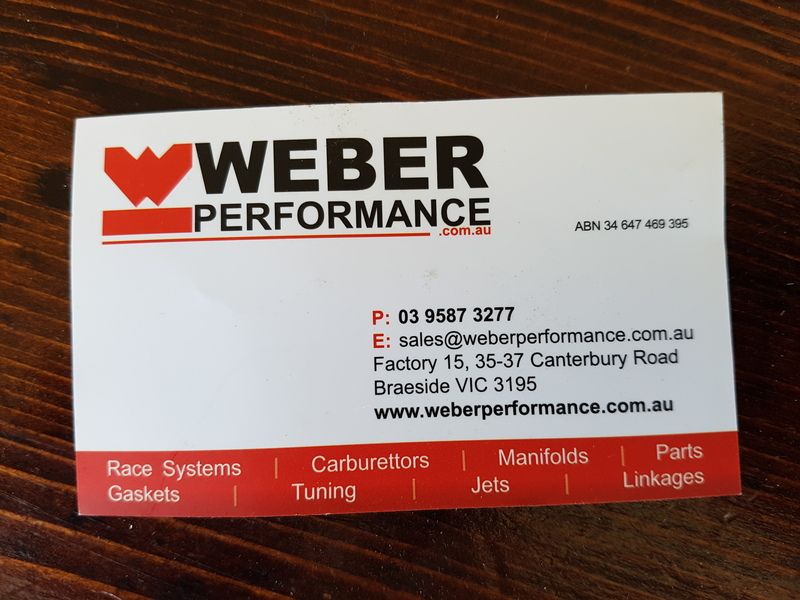 WEBER
PERFORMANCE
.com.au
ABN 34 647 469 395
P: 03 9587 3277
E: sales@weberperformance.com.au
Factory 15, 35-37 Canterbury Road
Braeside VIC 3195
www.weberperformance.com.au
Race Systems | Carburettors | Manifolds | Parts
Gaskets | Tuning | Jets | Linkages